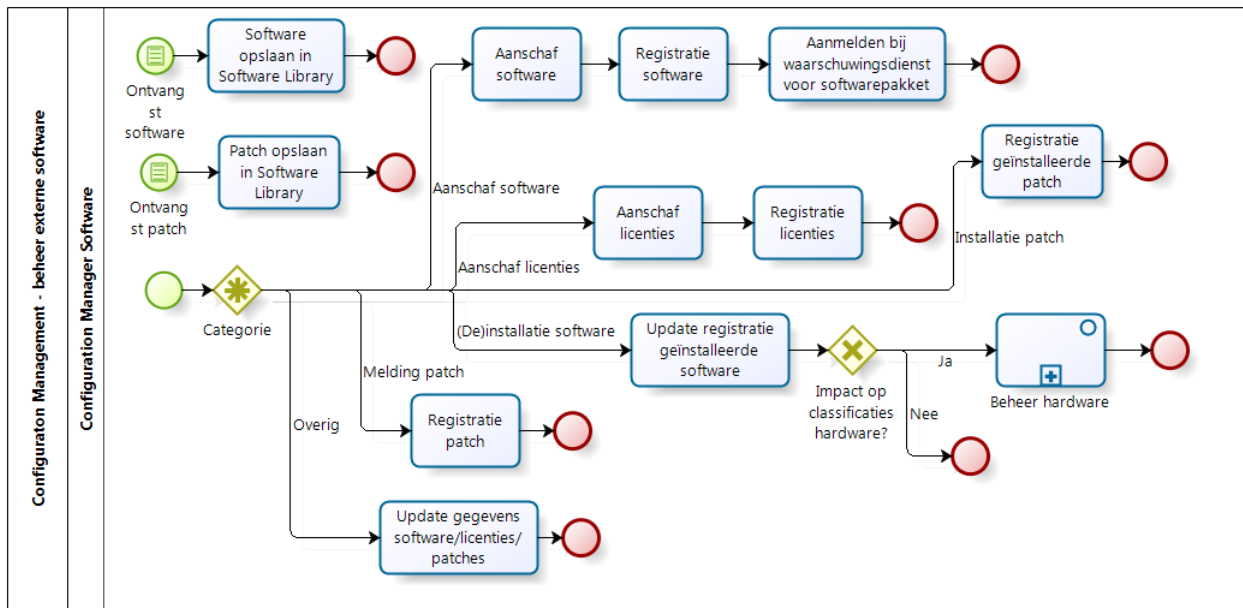 Configuraton Management - beheer externe software
Configuration Manager Software
Software
opslaan in
Software Library
Ontvang
st
software
Patch opslaan
in Software
Library
Ontvang
st patch
Aanschaf
software
Registratie
software
Aanmelden bij
waarschuwingsdienst
voor softwarepakket
Aanschaf software
Registratie
geïnstalleerde
patch
Installatie patch
Aanschaf
licenties
Registratie
licenties
Aanschaf licenties
Categorie
(De)installatie software
Update registratie
geïnstalleerde
software
Impact op
classificaties
hardware?
Ja
Nee
Beheer hardware
Melding patch
Registratie
patch
Overig
Update gegevens
software/licenties/
patches